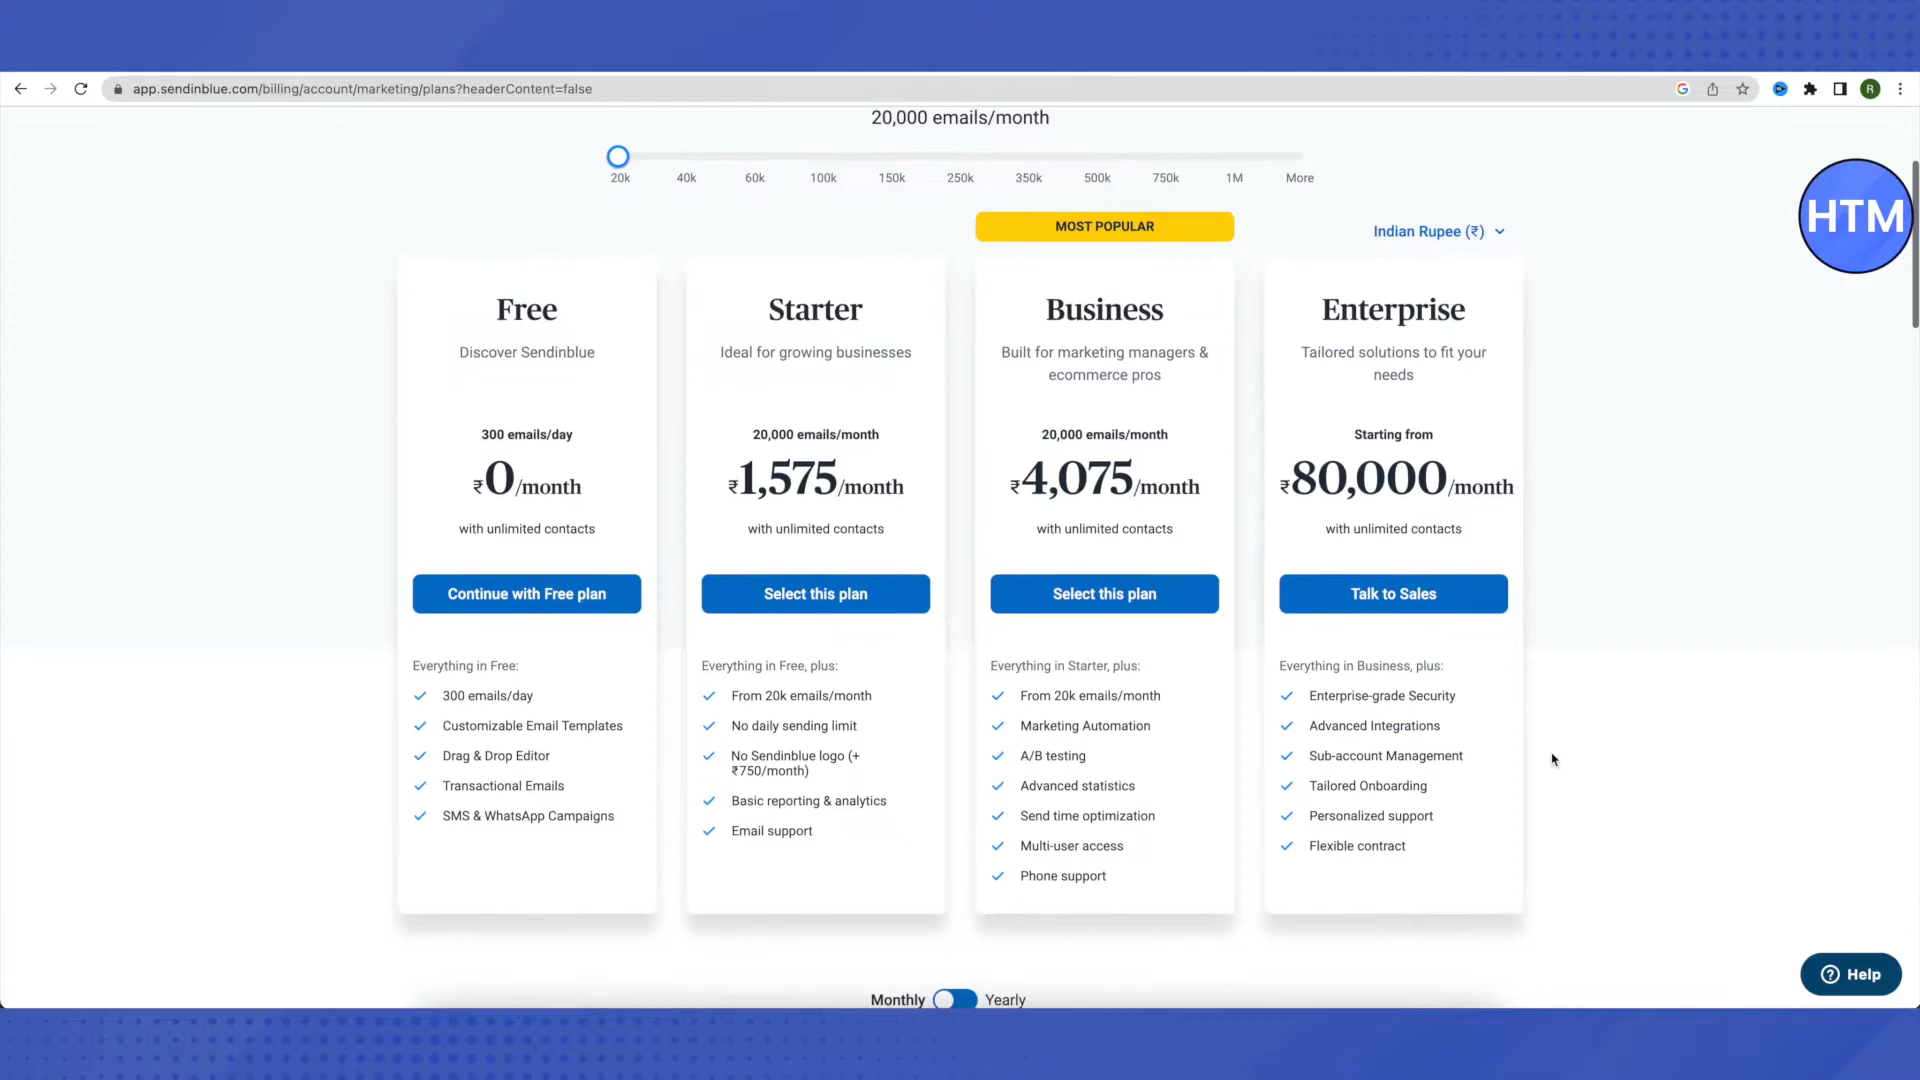 app.sendinblue.com/billing/account/marketing/plans?headerContent=false
G
R
20,000 emails/month
20k 40k 60k 100k 150k 250k 350k 500k 750k 1M More
MOST POPULAR
Indian Rupee (₹)
HTM
Free
Discover Sendinblue
300 emails/day
₹0/month
with unlimited contacts
Continue with Free plan
Everything in Free:
300 emails/day
Customizable Email Templates
Drag & Drop Editor
Transactional Emails
SMS & WhatsApp Campaigns
Starter
Ideal for growing businesses
20,000 emails/month
₹1,575/month
with unlimited contacts
Select this plan
Everything in Free, plus:
From 20k emails/month
No daily sending limit
No Sendinblue logo (+
₹750/month)
Basic reporting & analytics
Email support
Business
Built for marketing managers &
ecommerce pros
20,000 emails/month
₹4,075/month
with unlimited contacts
Select this plan
Everything in Starter, plus:
From 20k emails/month
Marketing Automation
A/B testing
Advanced statistics
Send time optimization
Multi-user access
Phone support
Enterprise
Tailored solutions to fit your
needs
Starting from
₹80,000/month
with unlimited contacts
Talk to Sales
Everything in Business, plus:
Enterprise-grade Security
Advanced Integrations
Sub-account Management
Tailored Onboarding
Personalized support
Flexible contract
Monthly Yearly
? Help